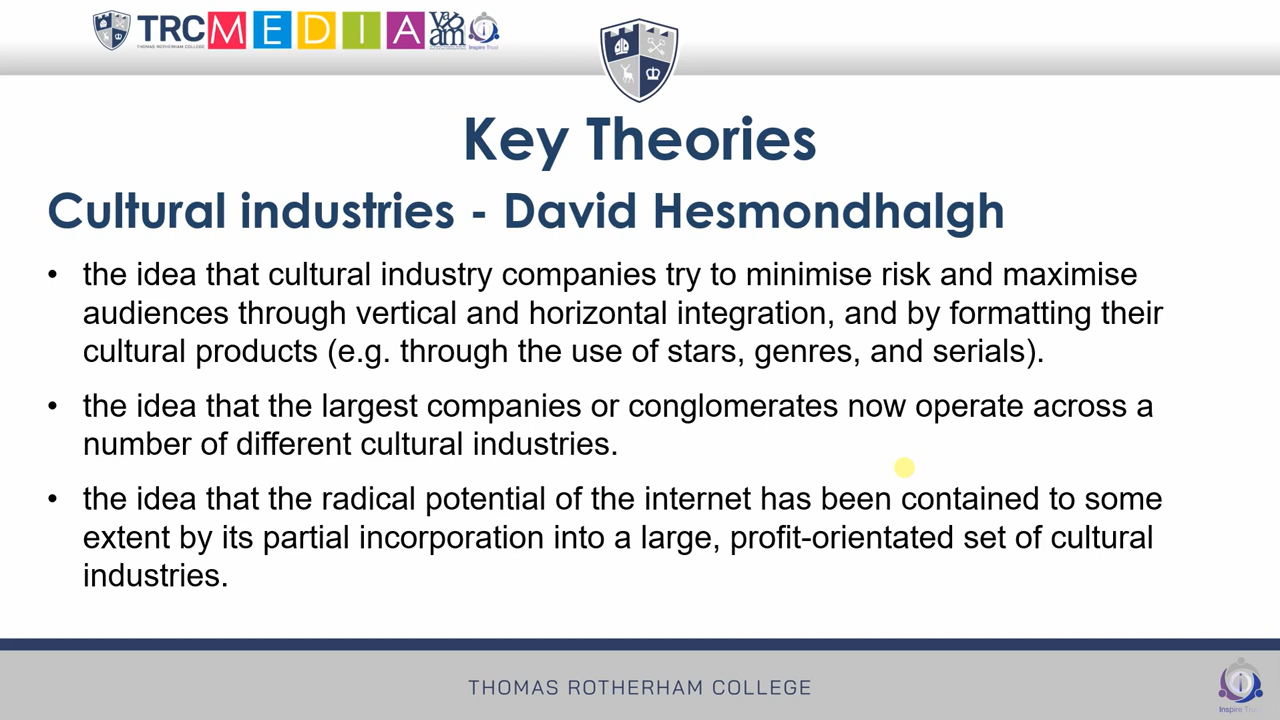 TRC MEDIA
THOMAS ROTHERHAM COLLEGE
Inspire Trust
Key Theories
Cultural industries - David Hesmondhalgh
• the idea that cultural industry companies try to minimise risk and maximise
audiences through vertical and horizontal integration, and by formatting their
cultural products (e.g. through the use of stars, genres, and serials).
• the idea that the largest companies or conglomerates now operate across a
number of different cultural industries.
• the idea that the radical potential of the internet has been contained to some
extent by its partial incorporation into a large, profit-orientated set of cultural
industries.
THOMAS ROTHERHAM COLLEGE
Inspire Trust